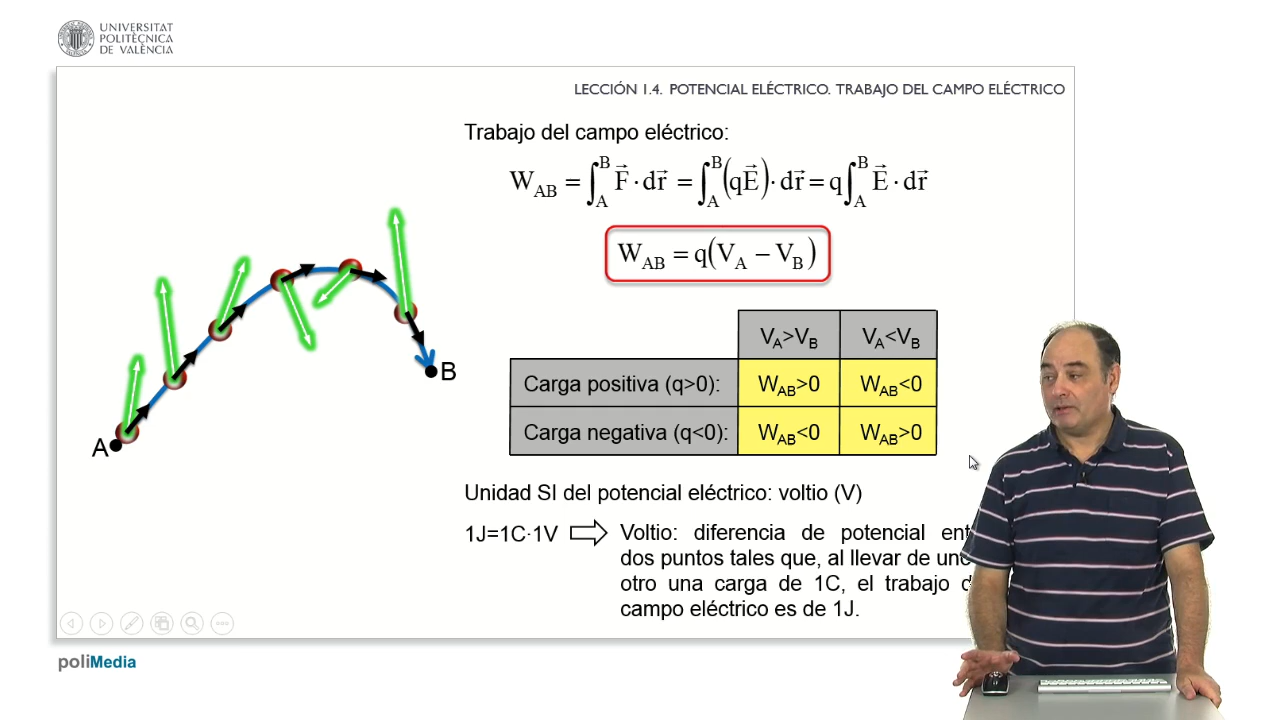 UNIVERSITAT
POLITÈCNICA
DE VALÈNCIA
LECCIÓN 1.4. POTENCIAL ELÉCTRICO. TRABAJO DEL CAMPO ELÉCTRICO
Trabajo del campo eléctrico:
W_AB = ∫_A^B F⃗ · dr⃗ = ∫_A^B (qE⃗) · dr⃗ = q∫_A^B E⃗ · dr⃗
W_AB = q(V_A − V_B)
V_A>V_B V_A<V_B
Carga positiva (q>0): W_AB>0 W_AB<0
Carga negativa (q<0): W_AB<0 W_AB>0
A
B
Unidad SI del potencial eléctrico: voltio (V)
1J=1C·1V ⇨ Voltio: diferencia de potencial
dos puntos tales que, al llevar de
otro una carga de 1C, el trabajo
campo eléctrico es de 1J.
poliMedia